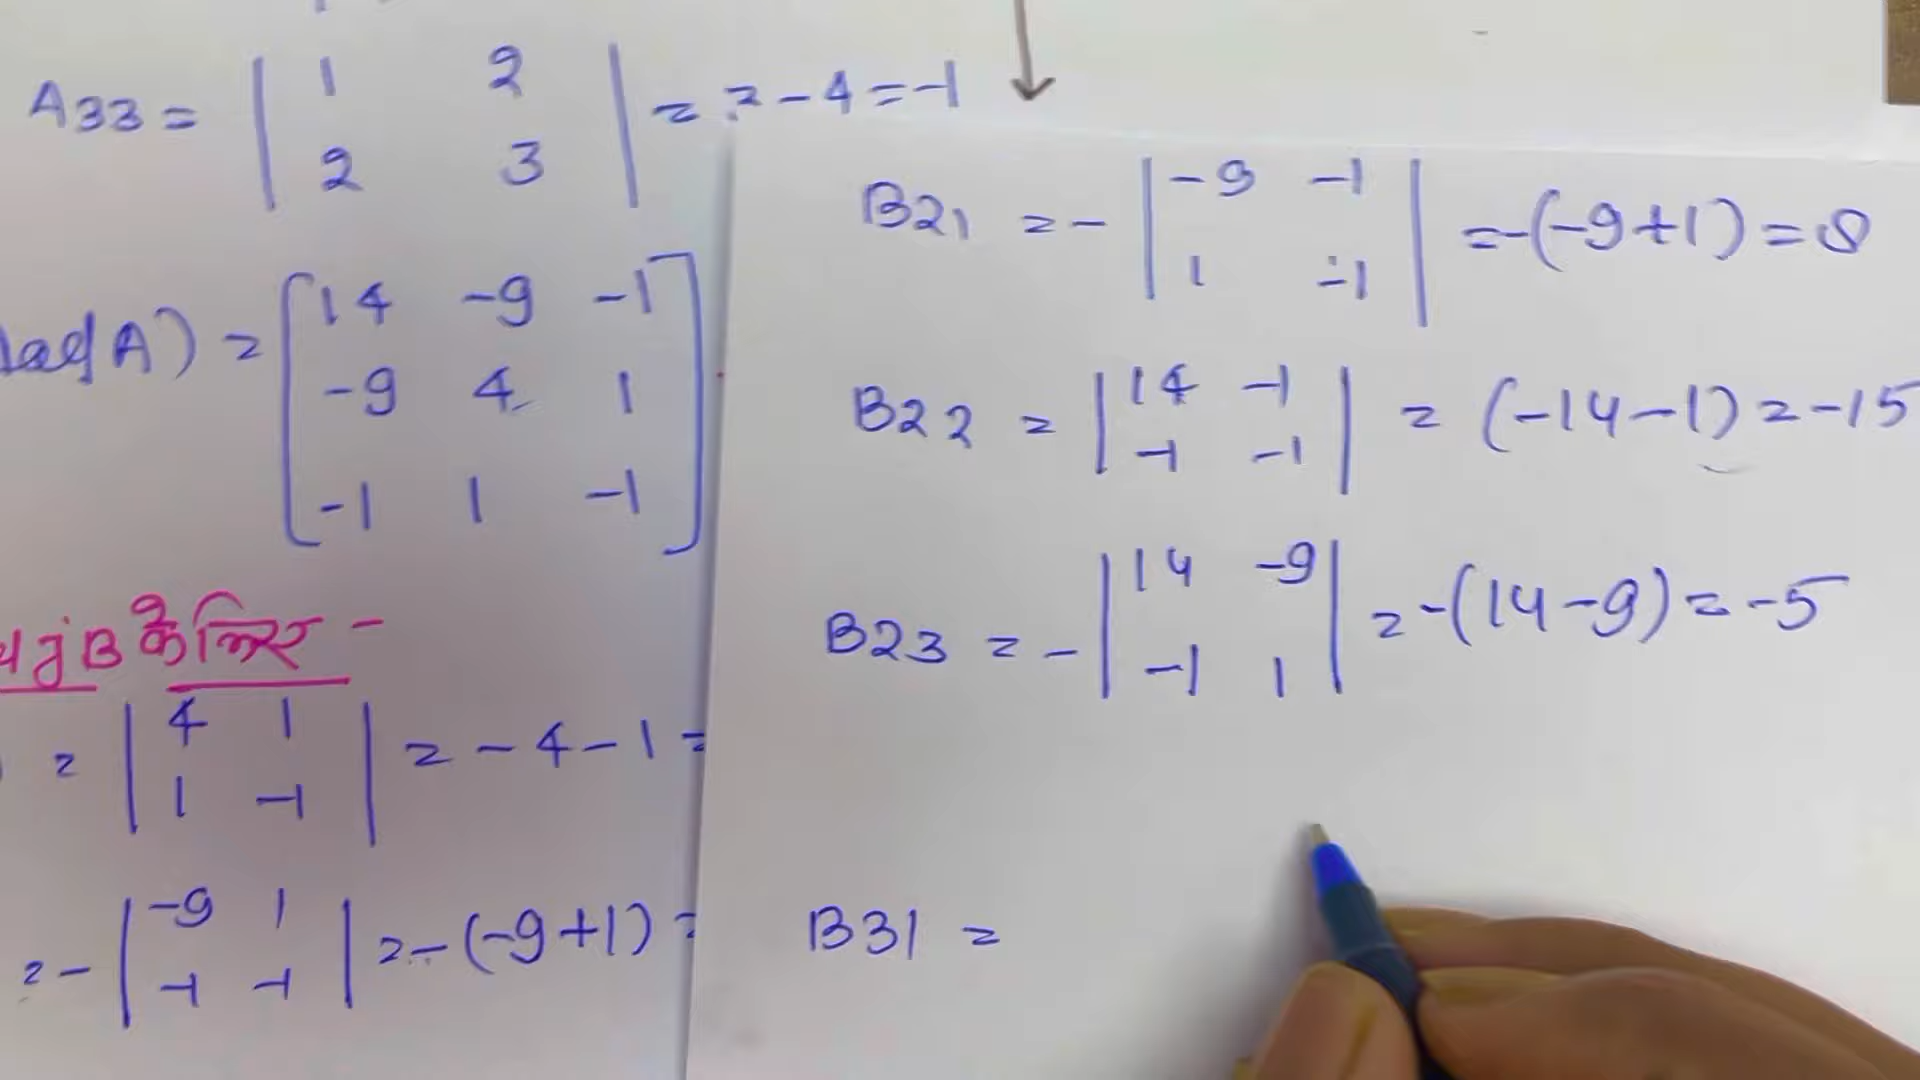 A33 = | 1 2 | = 3 - 4 = -1
| 2 3 |
(A) = [ 14 -9 -1 ]
[ -9 4 1 ]
[ -1 1 -1 ]
B के लिए -
= | 4 1 | = -4-1 =
| 1 -1 |
= - | -9 1 | = -(-9+1) =
| -1 -1 |
B21 = - | -9 -1 | = -(-9+1) = 8
| 1 -1 |
B22 = | 14 -1 | = (-14-1) = -15
| -1 -1 |
B23 = - | 14 -9 | = -(14-9) = -5
| -1 1 |
B31 =